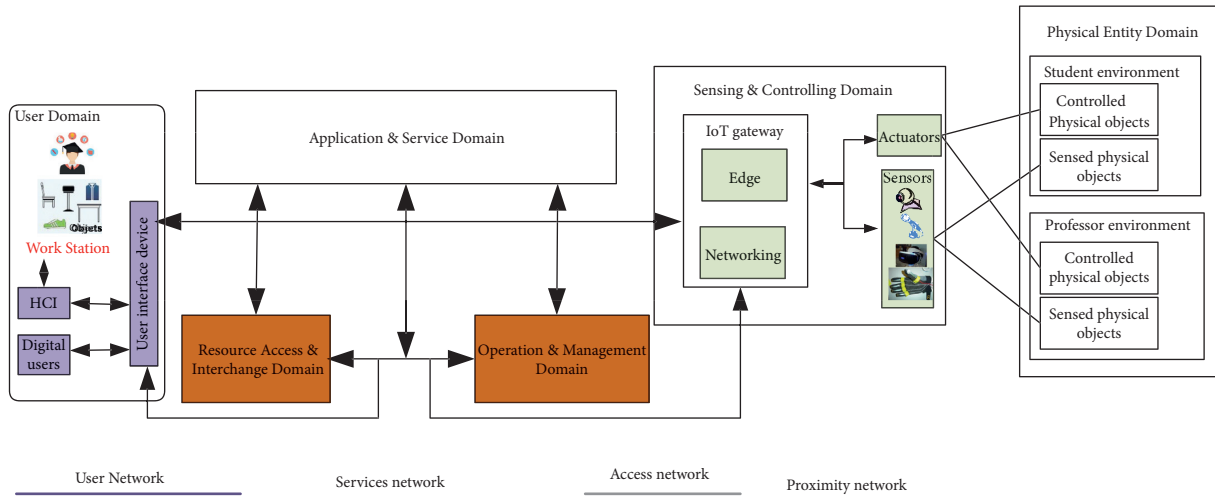 User Domain
Objets
Work Station
HCI
Digital
users
User interface device
Application & Service Domain
Resource Access &
Interchange Domain
Operation & Management
Domain
Sensing & Controlling Domain
IoT gateway
Edge
Networking
Actuators
Sensors
Physical Entity Domain
Student environment
Controlled
Physical objects
Sensed physical
objects
Professor environment
Controlled
physical objects
Sensed physical
objects
User Network
Services network
Access network
Proximity network